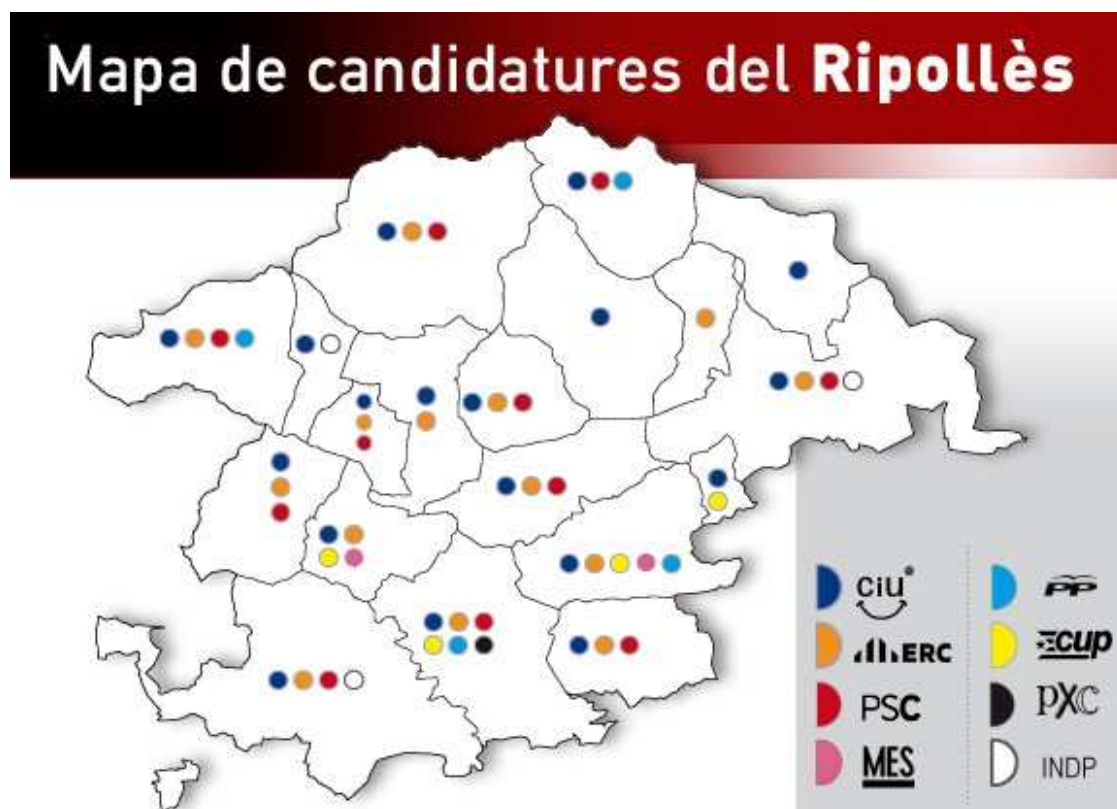 Mapa de candidatures del Ripollès
ciu
PP
ERC
cup
PSC
PXC
MES
INDP